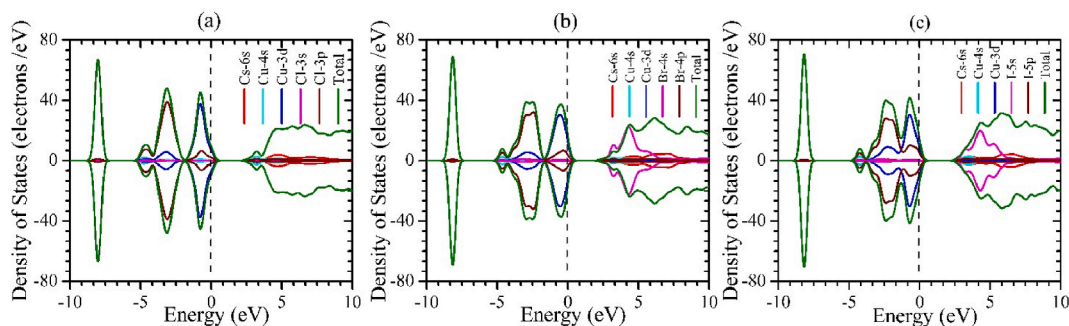 (a)
Density of States (electrons /eV)
80
40
0
-40
-80
Cs-6s
Cu-4s
Cu-3d
Cl-3s
Cl-3p
Total
-10
-5
0
5
10
Energy (eV)
(b)
Density of States (electrons /eV)
80
40
0
-40
-80
Cs-6s
Cu-4s
Cu-3d
Br-4s
Br-4p
Total
-10
-5
0
5
10
Energy (eV)
(c)
Density of States (electrons /eV)
80
40
0
-40
-80
Cs-6s
Cu-4s
Cu-3d
I-5s
I-5p
Total
-10
-5
0
5
10
Energy (eV)